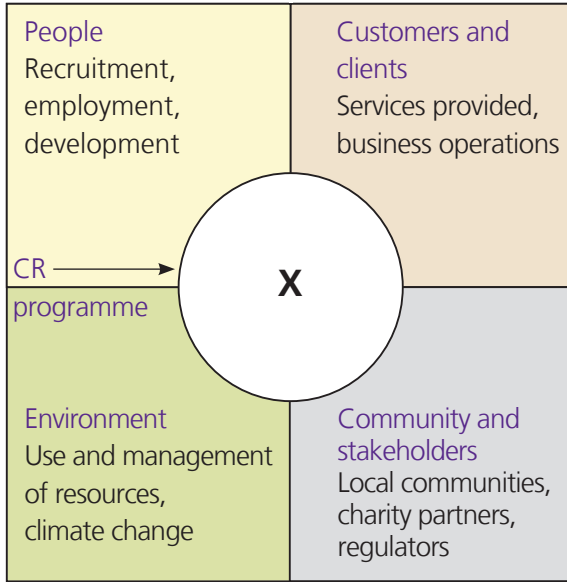 People
Recruitment,
employment,
development
Customers and
clients
Services provided,
business operations
CR
programme
X
Environment
Use and management
of resources,
climate change
Community and
stakeholders
Local communities,
charity partners,
regulators